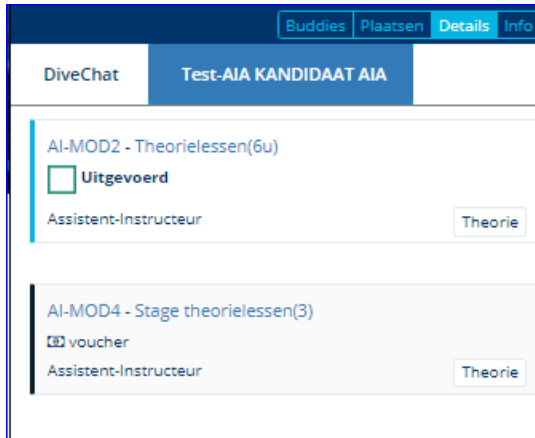 Buddies Plaatsen Details Info
DiveChat Test-AIA KANDIDAAT AIA
AI-MOD2 - Theorielessen(6u)
Uitgevoerd
Assistent-Instructeur Theorie
AI-MOD4 - Stage theorielessen(3)
voucher
Assistent-Instructeur Theorie